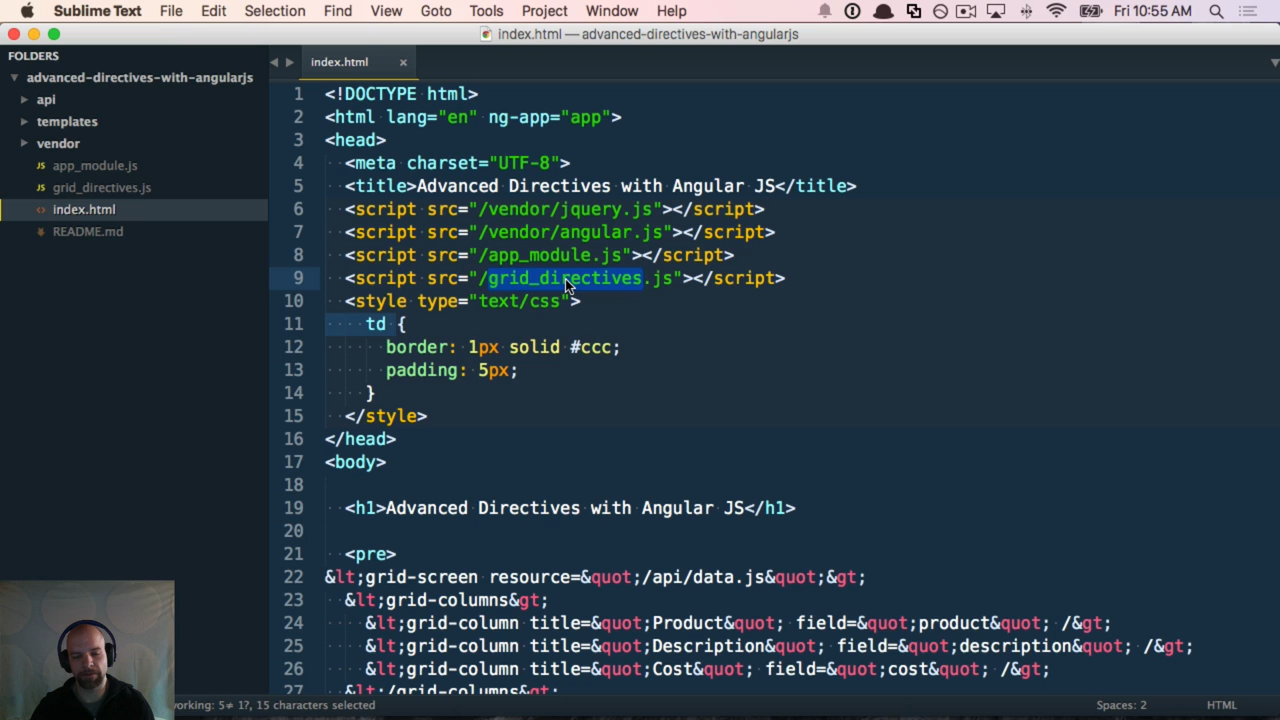 Sublime Text File Edit Selection Find View Goto Tools Project Window Help Fri 10:55 AM
index.html — advanced-directives-with-angularjs
FOLDERS
advanced-directives-with-angularjs
api
templates
vendor
JS app_module.js
JS grid_directives.js
<> index.html
README.md
index.html ×
1 <!DOCTYPE html>
2 <html lang="en" ng-app="app">
3 <head>
4 <meta charset="UTF-8">
5 <title>Advanced Directives with Angular JS</title>
6 <script src="/vendor/jquery.js"></script>
7 <script src="/vendor/angular.js"></script>
8 <script src="/app_module.js"></script>
9 <script src="/grid_directives.js"></script>
10 <style type="text/css">
11 td {
12 border: 1px solid #ccc;
13 padding: 5px;
14 }
15 </style>
16 </head>
17 <body>
18
19 <h1>Advanced Directives with Angular JS</h1>
20
21 <pre>
22 &lt;grid-screen resource=&quot;/api/data.js&quot;&gt;
23 &lt;grid-columns&gt;
24 &lt;grid-column title=&quot;Product&quot; field=&quot;product&quot; /&gt;
25 &lt;grid-column title=&quot;Description&quot; field=&quot;description&quot; /&gt;
26 &lt;grid-column title=&quot;Cost&quot; field=&quot;cost&quot; /&gt;
27 &lt;/grid-columns&gt;
orking: 5≠ 17, 15 characters selected Spaces: 2 HTML